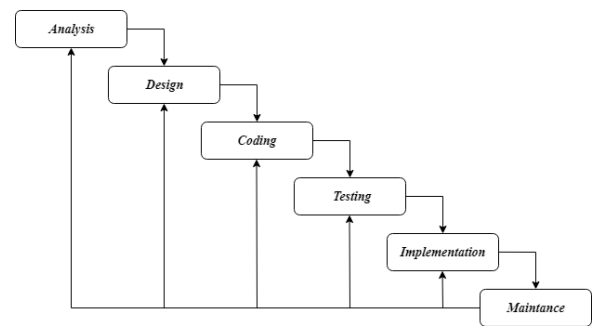 Analysis
Design
Coding
Testing
Implementation
Maintance